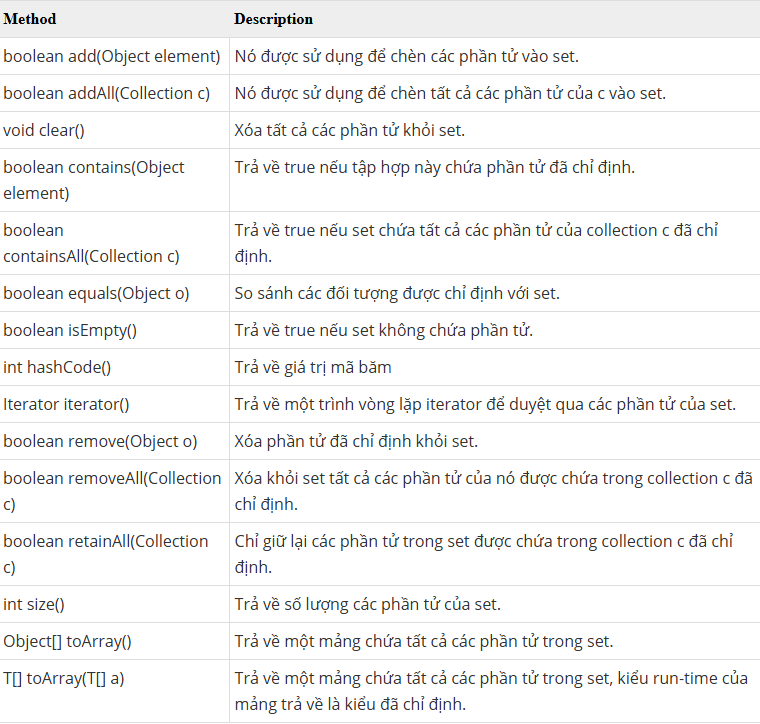 Method Description
boolean add(Object element) Nó được sử dụng để chèn các phần tử vào set.
boolean addAll(Collection c) Nó được sử dụng để chèn tất cả các phần tử của c vào set.
void clear() Xóa tất cả các phần tử khỏi set.
boolean contains(Object Trả về true nếu tập hợp này chứa phần tử đã chỉ định.
element)
boolean Trả về true nếu set chứa tất cả các phần tử của collection c đã chỉ
containsAll(Collection c) định.
boolean equals(Object o) So sánh các đối tượng được chỉ định với set.
boolean isEmpty() Trả về true nếu set không chứa phần tử.
int hashCode() Trả về giá trị mã băm
Iterator iterator() Trả về một trình vòng lặp iterator để duyệt qua các phần tử của set.
boolean remove(Object o) Xóa phần tử đã chỉ định khỏi set.
boolean removeAll(Collection Xóa khỏi set tất cả các phần tử của nó được chứa trong collection c đã
c) chỉ định.
boolean retainAll(Collection Chỉ giữ lại các phần tử trong set được chứa trong collection c đã chỉ
c) định.
int size() Trả về số lượng các phần tử của set.
Object[] toArray() Trả về một mảng chứa tất cả các phần tử trong set.
T[] toArray(T[] a) Trả về một mảng chứa tất cả các phần tử trong set, kiểu run-time của
mảng trả về là kiểu đã chỉ định.